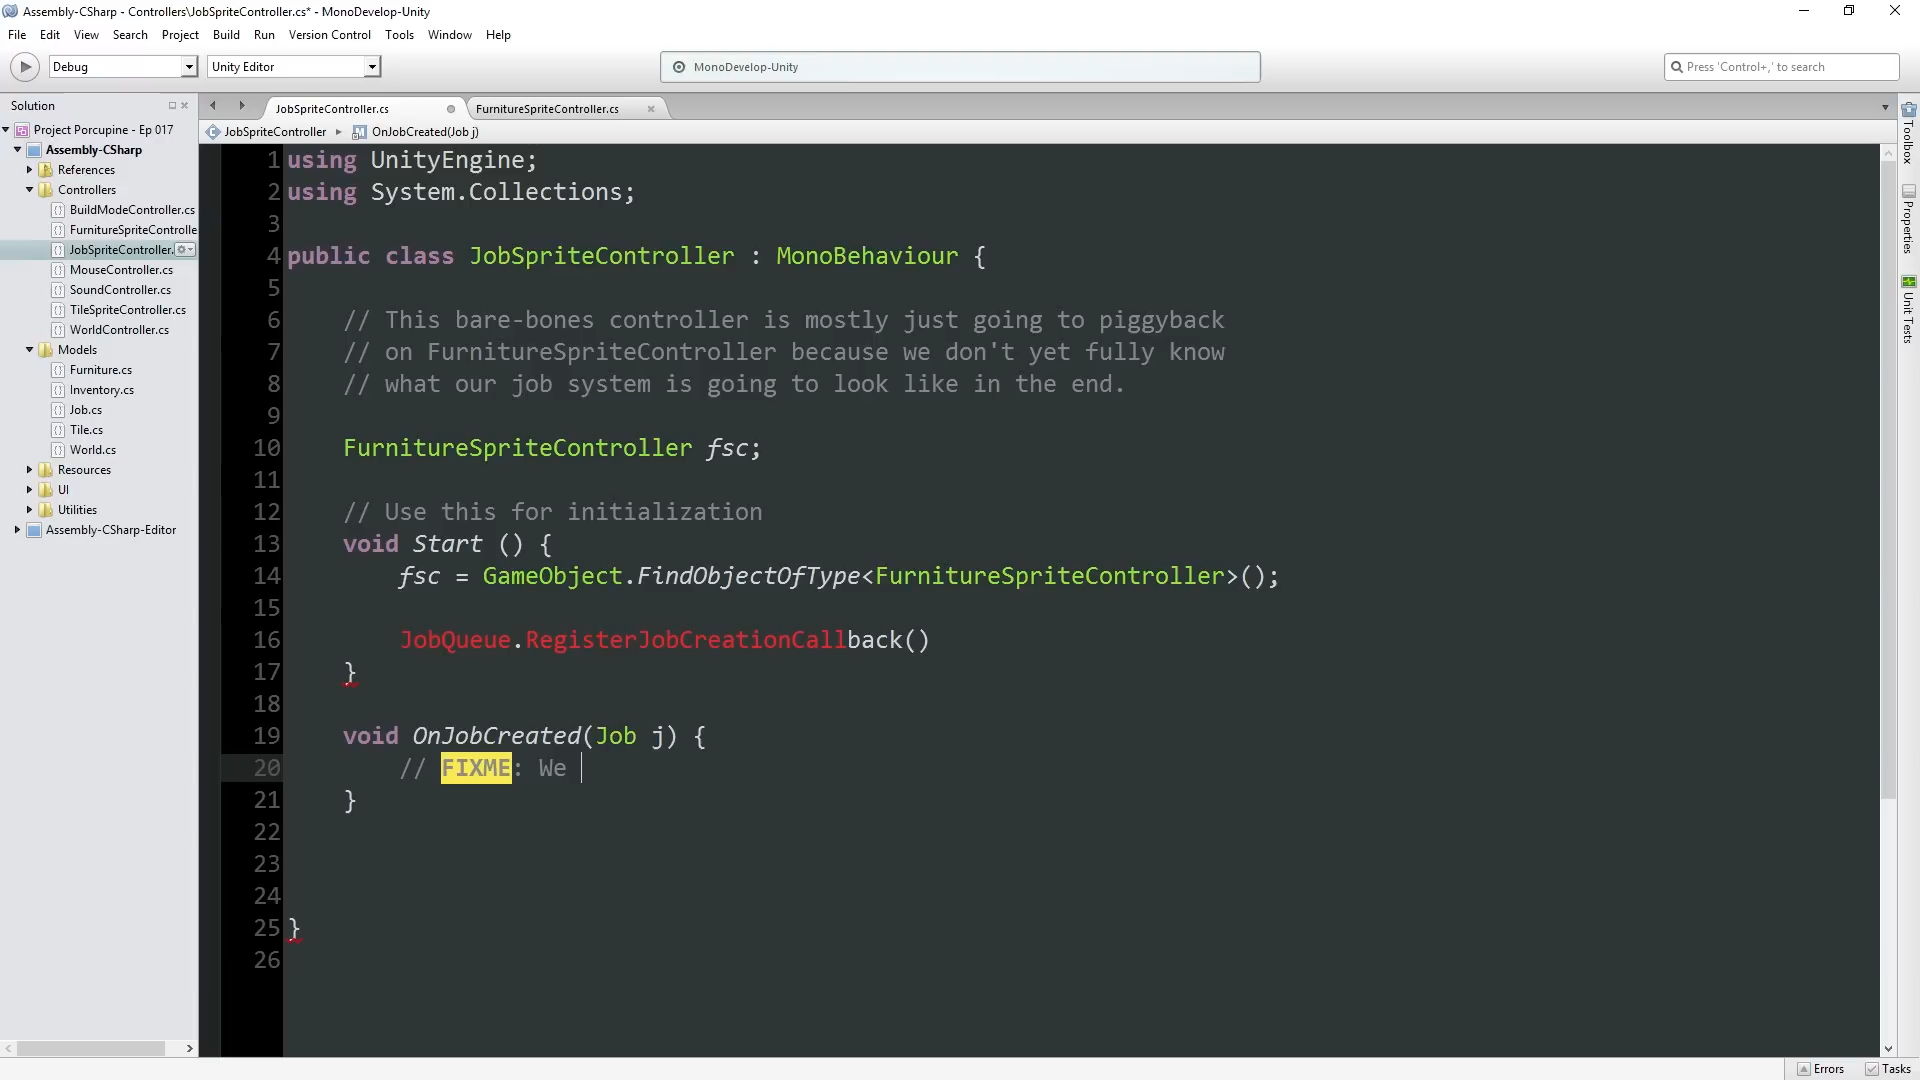 Assembly-CSharp - Controllers\JobSpriteController.cs* - MonoDevelop-Unity
File Edit View Search Project Build Run Version Control Tools Window Help
Debug Unity Editor MonoDevelop-Unity Press 'Control+,' to search
Solution
JobSpriteController.cs FurnitureSpriteController.cs
JobSpriteController OnJobCreated(Job j)
Project Porcupine - Ep 017
Assembly-CSharp
References
Controllers
BuildModeController.cs
FurnitureSpriteControlle
JobSpriteController.
MouseController.cs
SoundController.cs
TileSpriteController.cs
WorldController.cs
Models
Furniture.cs
Inventory.cs
Job.cs
Tile.cs
World.cs
Resources
UI
Utilities
Assembly-CSharp-Editor
1 using UnityEngine;
2 using System.Collections;
3
4 public class JobSpriteController : MonoBehaviour {
5
6 // This bare-bones controller is mostly just going to piggyback
7 // on FurnitureSpriteController because we don't yet fully know
8 // what our job system is going to look like in the end.
9
10 FurnitureSpriteController fsc;
11
12 // Use this for initialization
13 void Start () {
14 fsc = GameObject.FindObjectOfType<FurnitureSpriteController>();
15
16 JobQueue.RegisterJobCreationCallback()
17 }
18
19 void OnJobCreated(Job j) {
20 // FIXME: We
21 }
22
23
24
25 }
26
Toolbox
Properties
Unit Tests
Errors Tasks